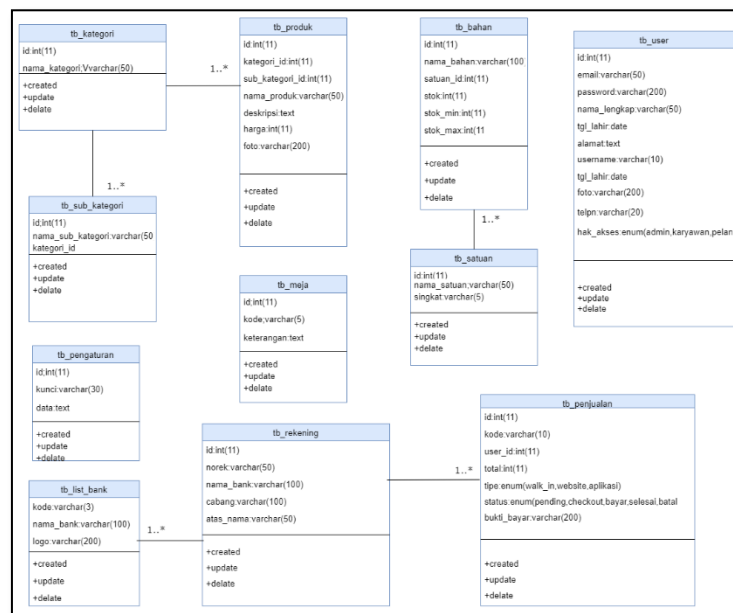 tb_kategori
id:int(11)
nama_kategori;Vvarchar(50)
+created
+update
+delate
1..*
1..*
tb_produk
id:int(11)
kategori_id:int(11)
sub_kategori_id:int(11)
nama_produk:varchar(50)
deskripsi:text
harga:int(11)
foto:varchar(200)
+created
+update
+delate
tb_bahan
id:int(11)
nama_bahan:varchar(100
satuan_id:int(11)
stok:int(11)
stok_min:int(11)
stok_max:int(11
+created
+update
+delate
1..*
tb_user
id:int(11)
email:varchar(50)
password:varchar(200)
nama_lengkap:varchar(50)
tgl_lahir:date
alamat:text
username:varchar(10)
tgl_lahir:date
foto:varchar(200)
telpn:varchar(20)
hak_akses:enum(admin,karyawan,pelan
+created
+update
+delate
tb_sub_kategori
id;int(11)
nama_sub_kategori:varchar(50
kategori_id
+created
+update
+delate
tb_meja
id;int(11)
kode;varchar(5)
keterangan:text
+created
+update
+delate
tb_satuan
id:int(11)
nama_satuan;varchar(50)
singkat:varchar(5)
+created
+update
+delate
tb_pengaturan
id;int(11)
kunci:varchar(30)
data:text
+created
+update
+delate
tb_list_bank
kode:varchar(3)
nama_bank:varchar(100)
logo:varchar(200)
+created
+update
+delate
1..*
tb_rekening
id:int(11)
norek:varchar(50)
nama_bank:varchar(100)
cabang:varchar(100)
atas_nama:varchar(50)
+created
+update
+delate
1..*
tb_penjualan
id:int(11)
kode:varchar(10)
user_id:int(11)
total:int(11)
tipe:enum(walk_in,website,aplikasi)
status:enum(pending,checkout,bayar,selesai,batal
bukti_bayar:varchar(200)
+created
+update
+delate